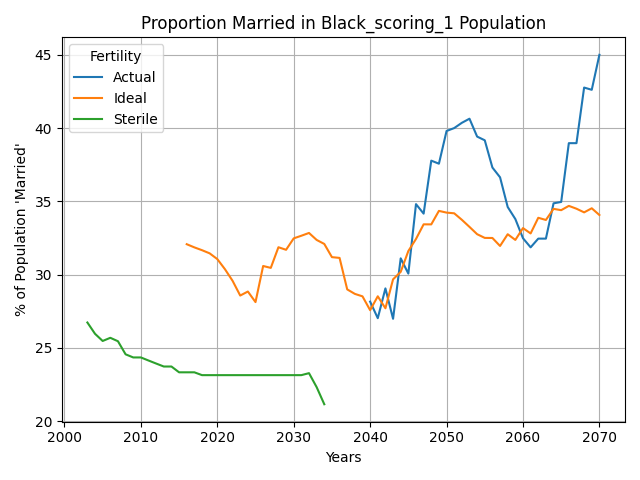 Proportion Married in Black_scoring_1 Population
% of Population 'Married'
45
40
35
30
25
20
Fertility
Actual
Ideal
Sterile
2000 2010 2020 2030 2040 2050 2060 2070
Years